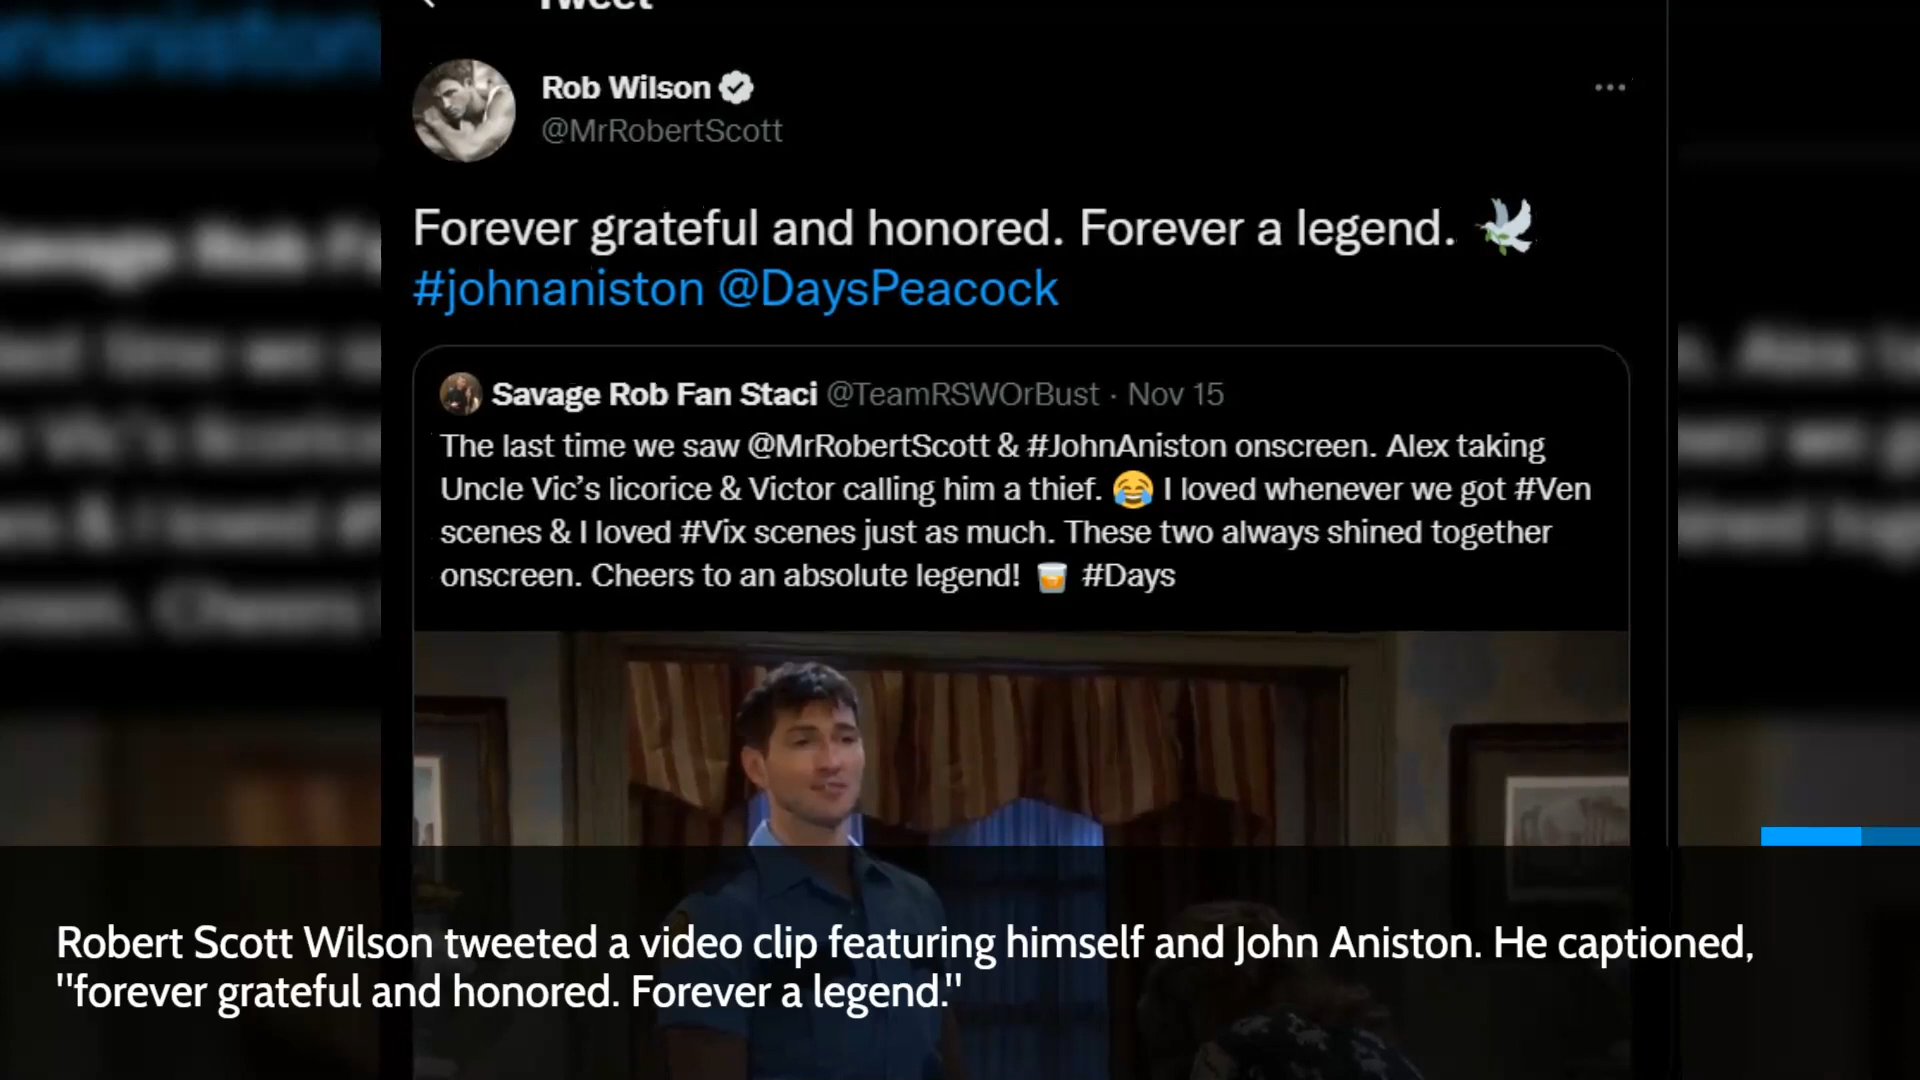 Tweet
Rob Wilson
@MrRobertScott
Forever grateful and honored. Forever a legend. 🕊
#johnaniston @DaysPeacock
Savage Rob Fan Staci @TeamRSWOrBust · Nov 15
The last time we saw @MrRobertScott & #JohnAniston onscreen. Alex taking
Uncle Vic’s licorice & Victor calling him a thief. 😂 I loved whenever we got #Ven
scenes & I loved #Vix scenes just as much. These two always shined together
onscreen. Cheers to an absolute legend! 🥃 #Days
Robert Scott Wilson tweeted a video clip featuring himself and John Aniston. He captioned,
"forever grateful and honored. Forever a legend."